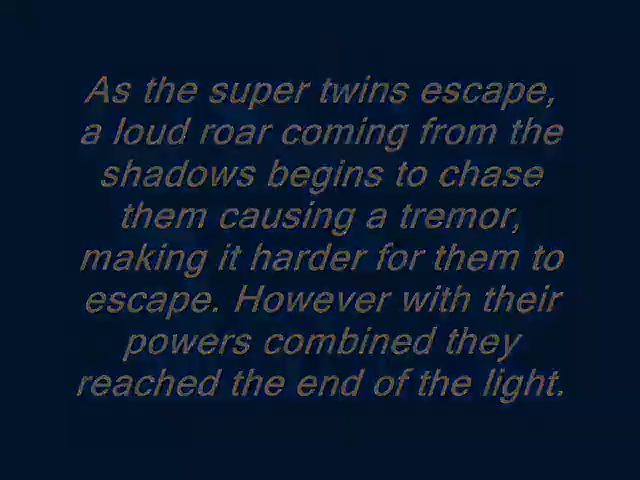 As the super twins escape,
a loud roar coming from the
shadows begins to chase
them causing a tremor,
making it harder for them to
escape. However with their
powers combined they
reached the end of the light.